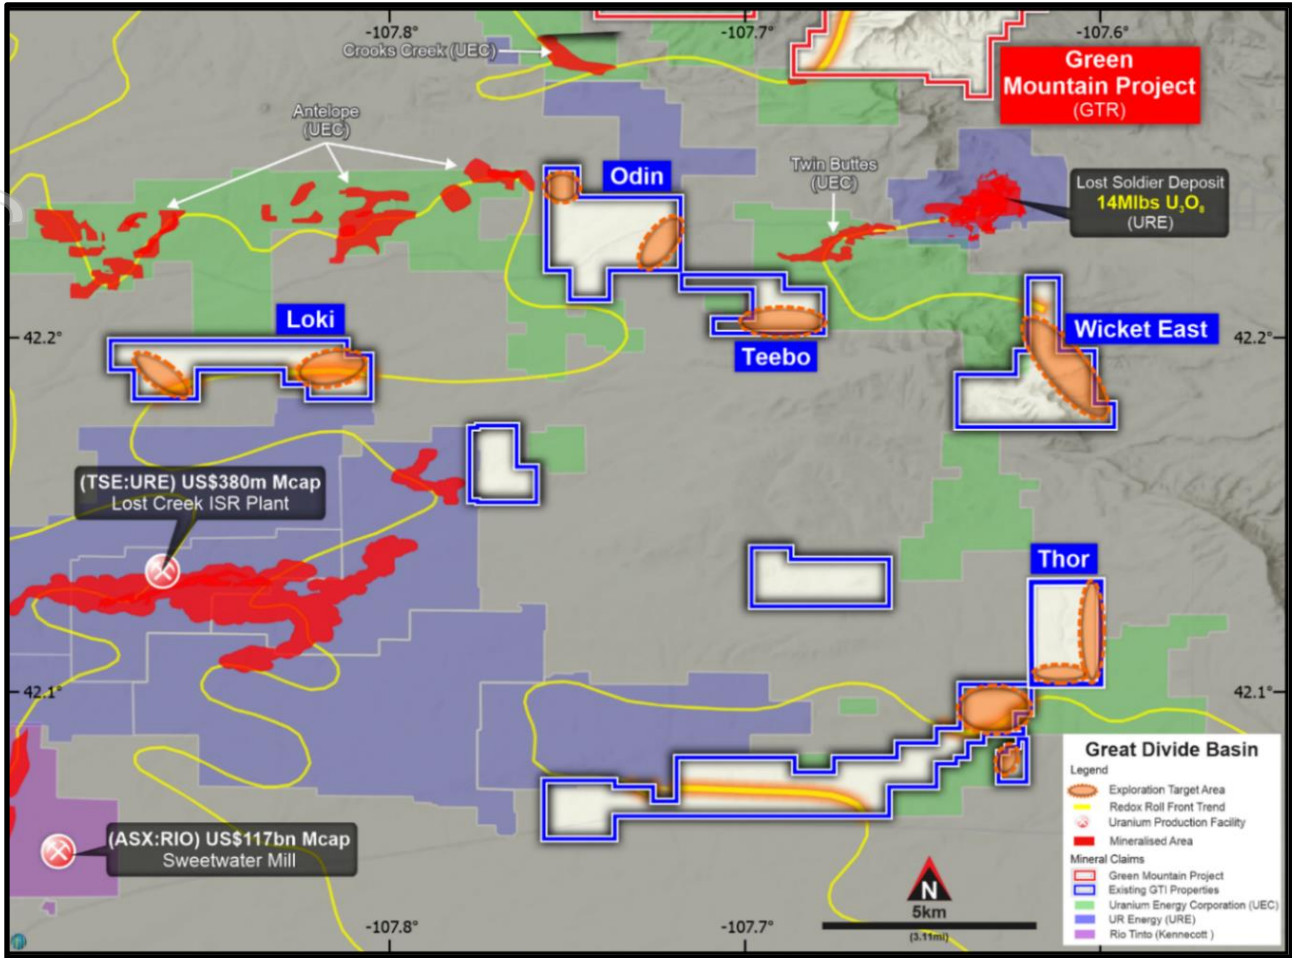 -107.8°
-107.7°
-107.6°
Crooks Creek (UEC)
Green
Mountain Project
(GTR)
Antelope
(UEC)
Odin
Twin Buttes
(UEC)
Lost Soldier Deposit
14Mlbs U₃O₈
(URE)
42.2°
Loki
Teebo
Wicket East
42.2°
(TSE:URE) US$380m Mcap
Lost Creek ISR Plant
Thor
42.1°
42.1°
(ASX:RIO) US$117bn Mcap
Sweetwater Mill
Great Divide Basin
Legend
Exploration Target Area
Redox Roll Front Trend
Uranium Production Facility
Mineralised Area
Mineral Claims
Green Mountain Project
Existing GTI Properties
Uranium Energy Corporation (UEC)
UR Energy (URE)
Rio Tinto (Kennecott )
N
5km
(3.11mi)
-107.8°
-107.7°